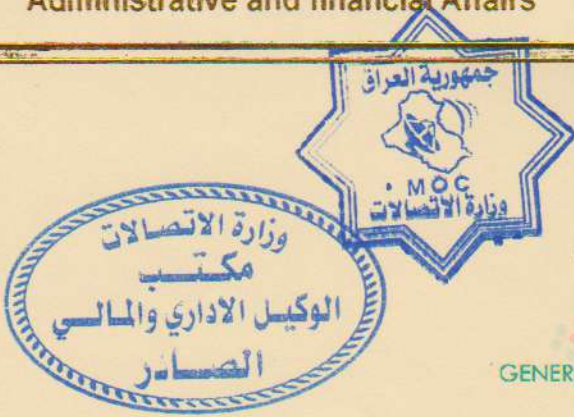 Administrative and financial Affairs
جمهورية العراق
MOC
وزارة الاتصالات
وزارة الاتصالات
مكتب
الوكيل الاداري والمالي
الصادر
GENER